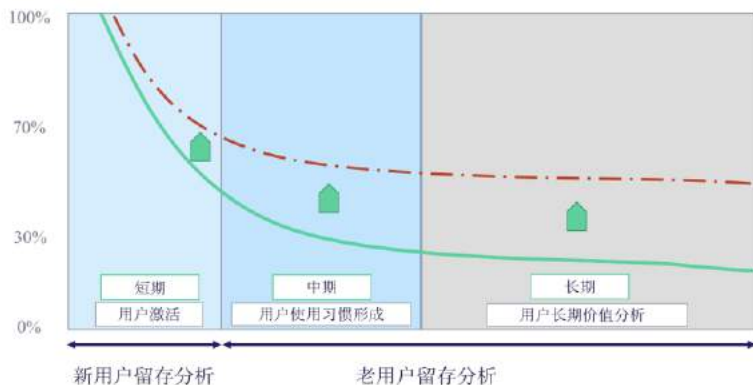 100%
70%
30%
0%
短期
用户激活
中期
用户使用习惯形成
长期
用户长期价值分析
新用户留存分析
老用户留存分析